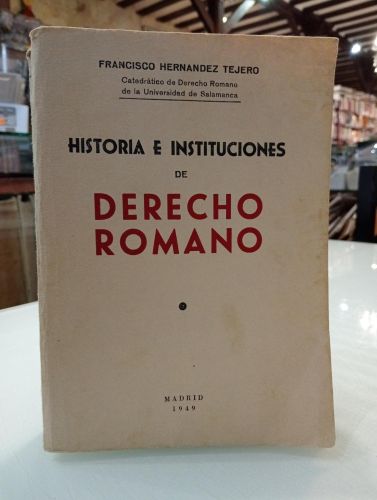 FRANCISCO HERNANDEZ TEJERO
Catedrático de Derecho Romano
de la Universidad de Salamanca
HISTORIA E INSTITUCIONES
DE
DERECHO
ROMANO
MADRID
1949